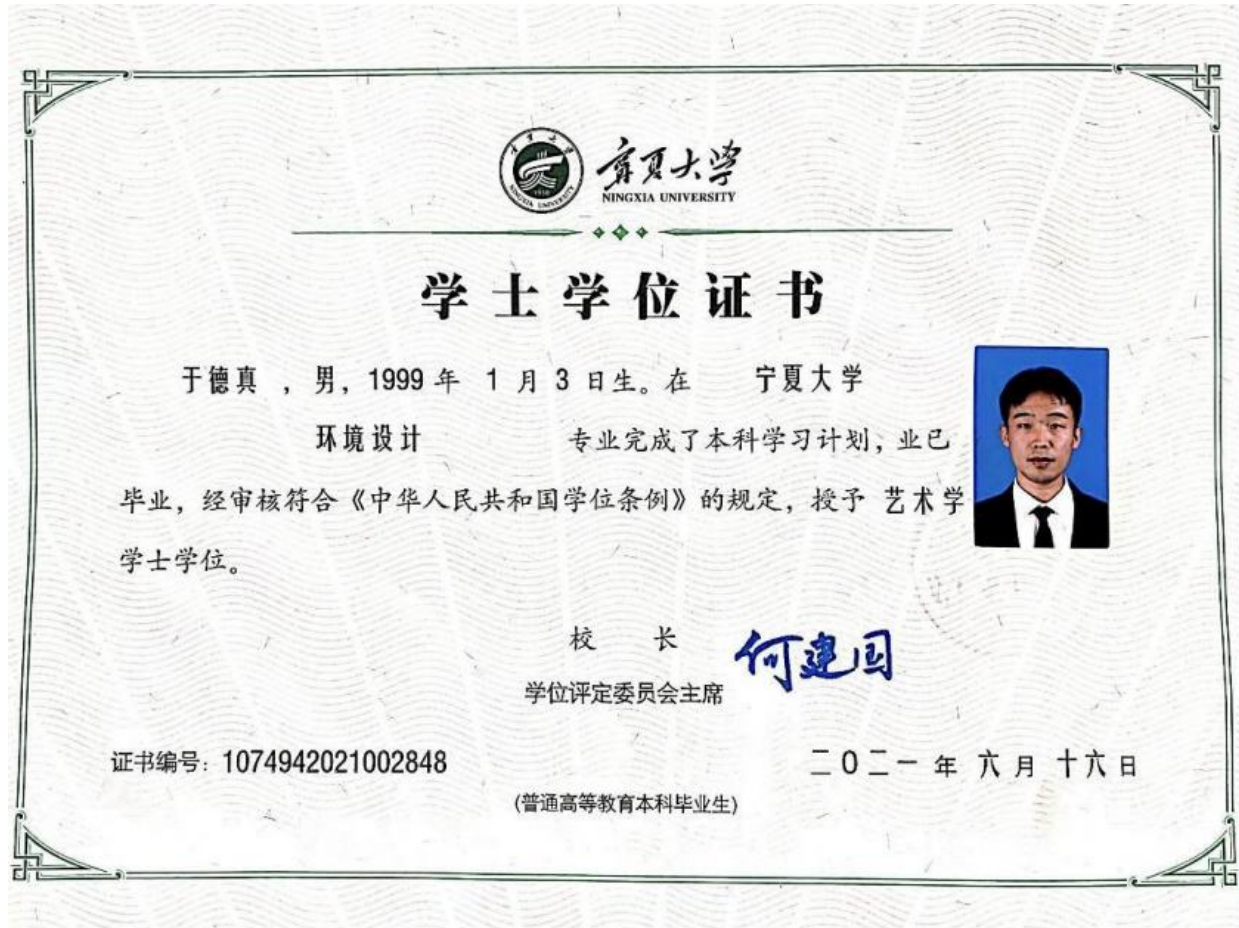 宁夏大学
NINGXIA UNIVERSITY
学士学位证书
于德真 , 男, 1999 年 1 月 3 日生。在 宁夏大学
环境设计 专业完成了本科学习计划, 业已
毕业, 经审核符合《中华人民共和国学位条例》的规定, 授予 艺术学
学士学位。
校 长 何建国
学位评定委员会主席
证书编号: 1074942021002848
二〇二一 年 六 月 十六 日
(普通高等教育本科毕业生)